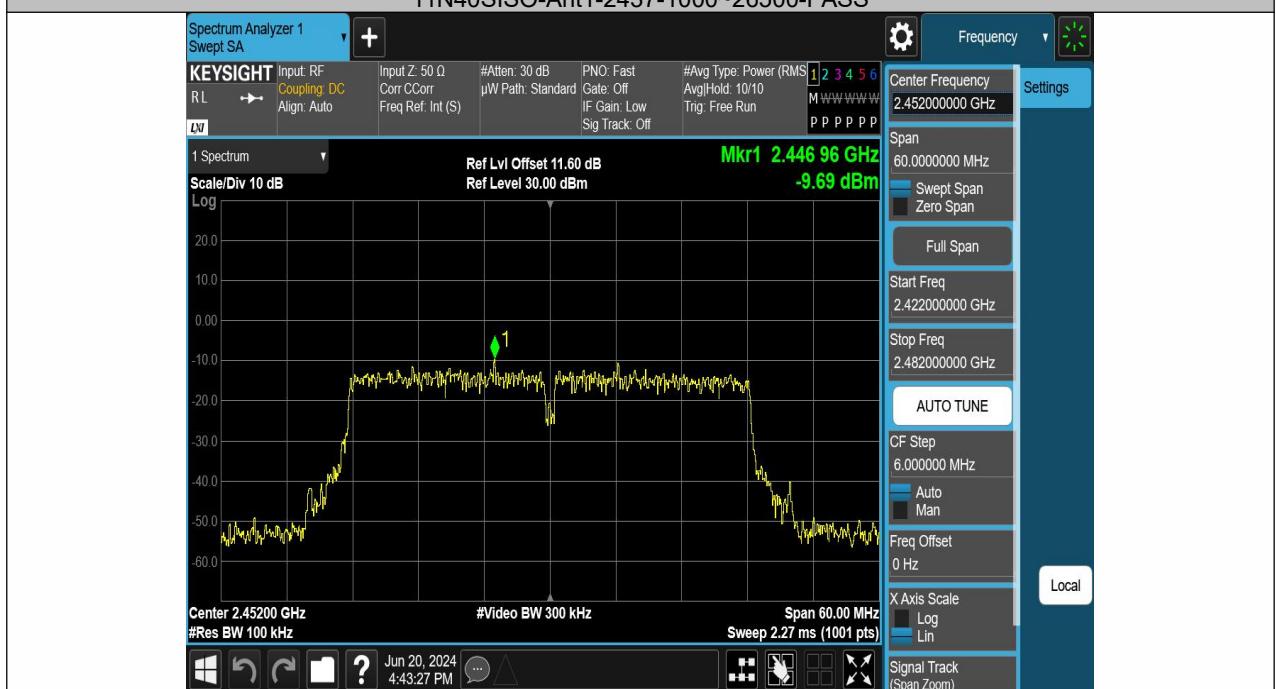 11N40SISO-Ant1-2437-1000~26500-PASS
Spectrum Analyzer 1
Swept SA
+
Frequency
KEYSIGHT
RL
LXI
Input: RF
Coupling: DC
Align: Auto
Input Z: 50 Ω
Corr CCorr
Freq Ref: Int (S)
#Atten: 30 dB
µW Path: Standard
PNO: Fast
Gate: Off
IF Gain: Low
Sig Track: Off
#Avg Type: Power (RMS
Avg|Hold: 10/10
Trig: Free Run
1 2 3 4 5 6
M W W W W W
P P P P P P
1 Spectrum
Scale/Div 10 dB
Log
Ref Lvl Offset 11.60 dB
Ref Level 30.00 dBm
Mkr1 2.446 96 GHz
-9.69 dBm
20.0
10.0
0.00
-10.0
-20.0
-30.0
-40.0
-50.0
-60.0
1
Center 2.45200 GHz
#Res BW 100 kHz
#Video BW 300 kHz
Span 60.00 MHz
Sweep 2.27 ms (1001 pts)
?
Jun 20, 2024
4:43:27 PM
Center Frequency
2.452000000 GHz
Settings
Span
60.0000000 MHz
Swept Span
Zero Span
Full Span
Start Freq
2.422000000 GHz
Stop Freq
2.482000000 GHz
AUTO TUNE
CF Step
6.000000 MHz
Auto
Man
Freq Offset
0 Hz
Local
X Axis Scale
Log
Lin
Signal Track
(Span Zoom)